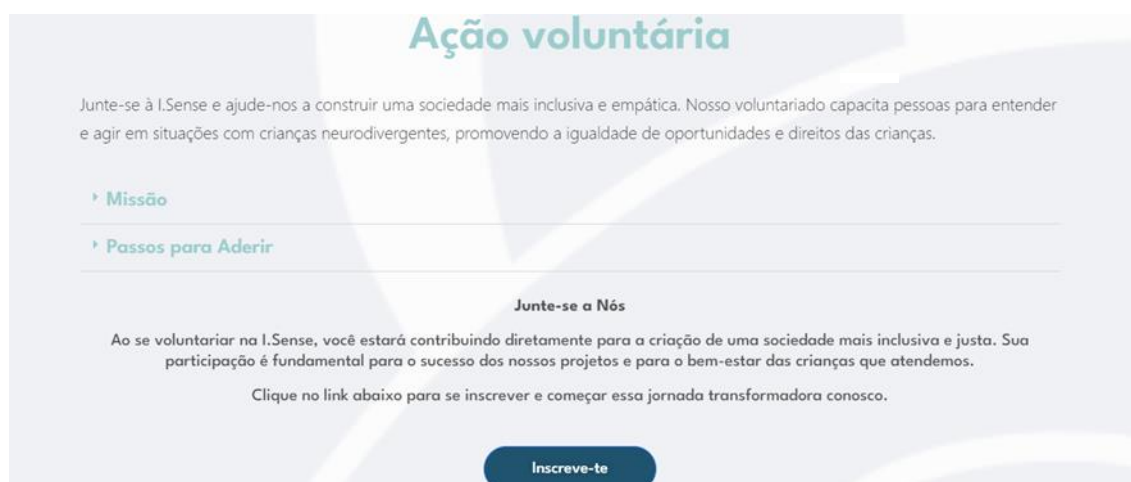 Ação voluntária
Junte-se à I.Sense e ajude-nos a construir uma sociedade mais inclusiva e empática. Nosso voluntariado capacita pessoas para entender
e agir em situações com crianças neurodivergentes, promovendo a igualdade de oportunidades e direitos das crianças.
Missão
Passos para Aderir
Junte-se a Nós
Ao se voluntariar na I.Sense, você estará contribuindo diretamente para a criação de uma sociedade mais inclusiva e justa. Sua
participação é fundamental para o sucesso dos nossos projetos e para o bem-estar das crianças que atendemos.
Clique no link abaixo para se inscrever e começar essa jornada transformadora conosco.
Inscreve-te